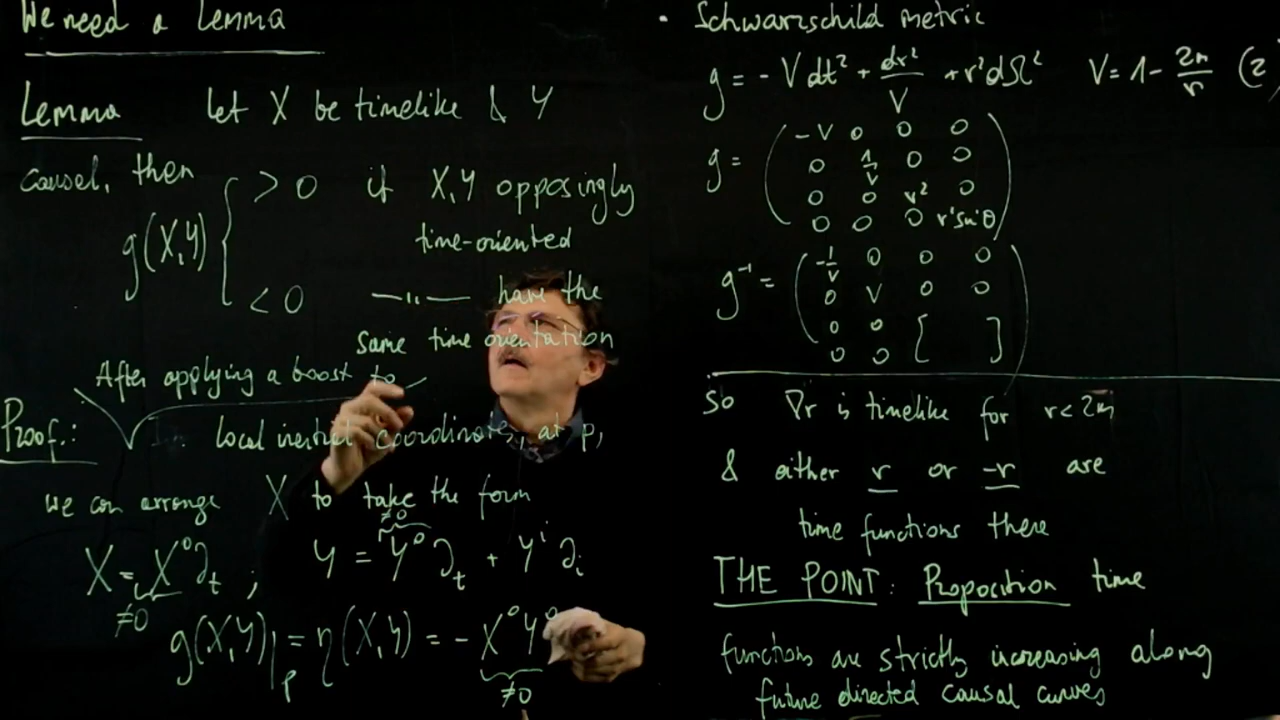 We need a Lemma
Lemma Let X be timelike & Y
causal, then
g(X,Y) { > 0 if X,Y opposingly
time-oriented
< 0 —"— have the
same time orientation
After applying a boost to
Proof.: local inertial coordinates, at p,
we can arrange X to take the form
X = X⁰∂ₜ ; Y = Y⁰∂ₜ + Yⁱ∂ᵢ
≠0 ≠0
g(X,Y)|ₚ = η(X,Y) = - X⁰Y⁰
≠0
• Schwarzschild metric
g = - V dt² + dr²/V + r²dΩ² V = 1 - 2m/r (2
g = ( -V 0 0 0
0 1/V 0 0
0 0 r² 0
0 0 0 r²sin²θ )
g⁻¹ = ( -1/V 0 0 0
0 V 0 0
0 0 [ ]
0 0 )
so ∇r is timelike for r < 2m
& either r or -r are
time functions there
THE POINT: Proposition time
functions are strictly increasing along
future directed causal curves